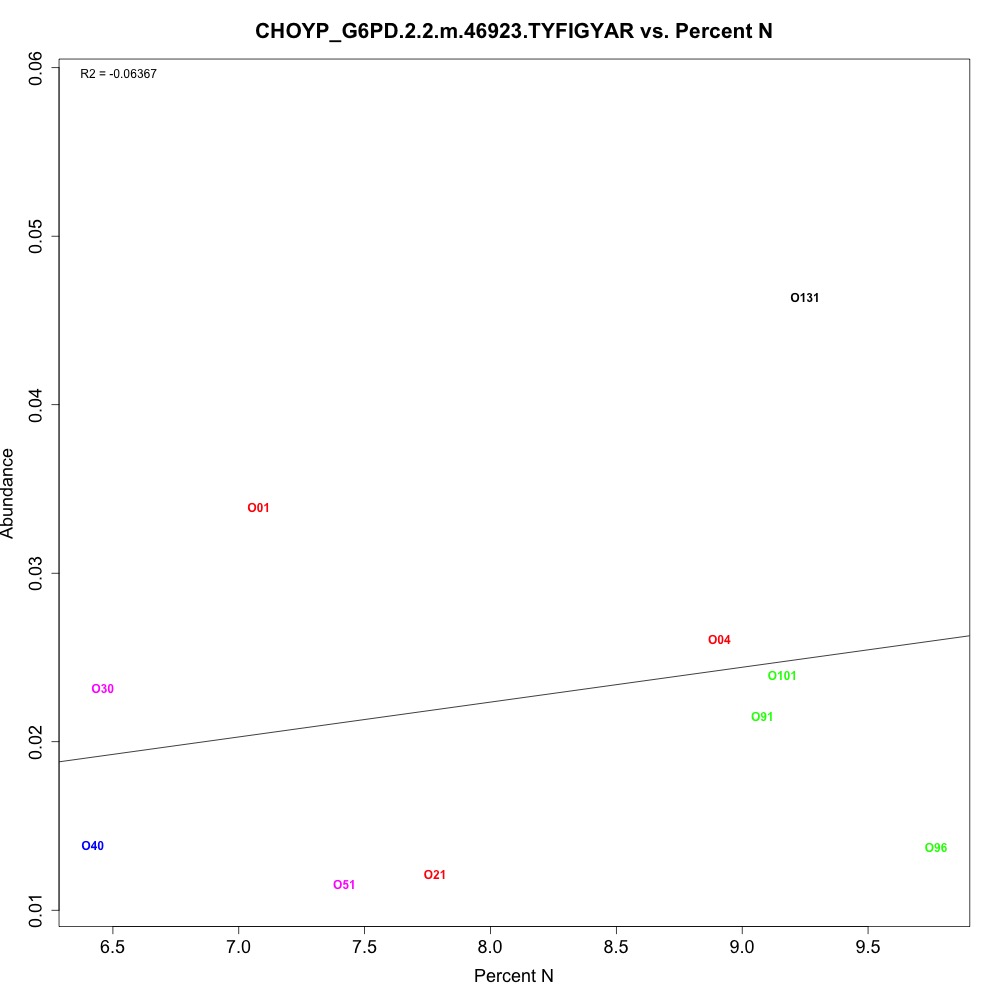 CHOYP_G6PD.2.2.m.46923.TYFIGYAR vs. Percent N
R2 = -0.06367
0.06
0.05
O131
0.04
Abundance
O01
0.03
O04
O101
O30
O91
0.02
O40
O96
O21
O51
0.01
6.5 7.0 7.5 8.0 8.5 9.0 9.5
Percent N